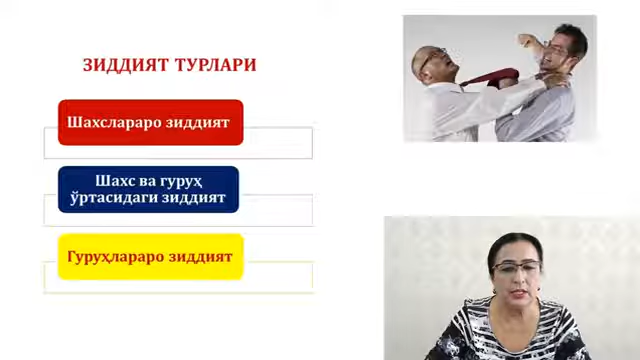 ЗИДДИЯТ ТУРЛАРИ
Шахслараро зиддият
Шахс ва гуруҳ
ўртасидаги зиддият
Гуруҳлараро зиддият